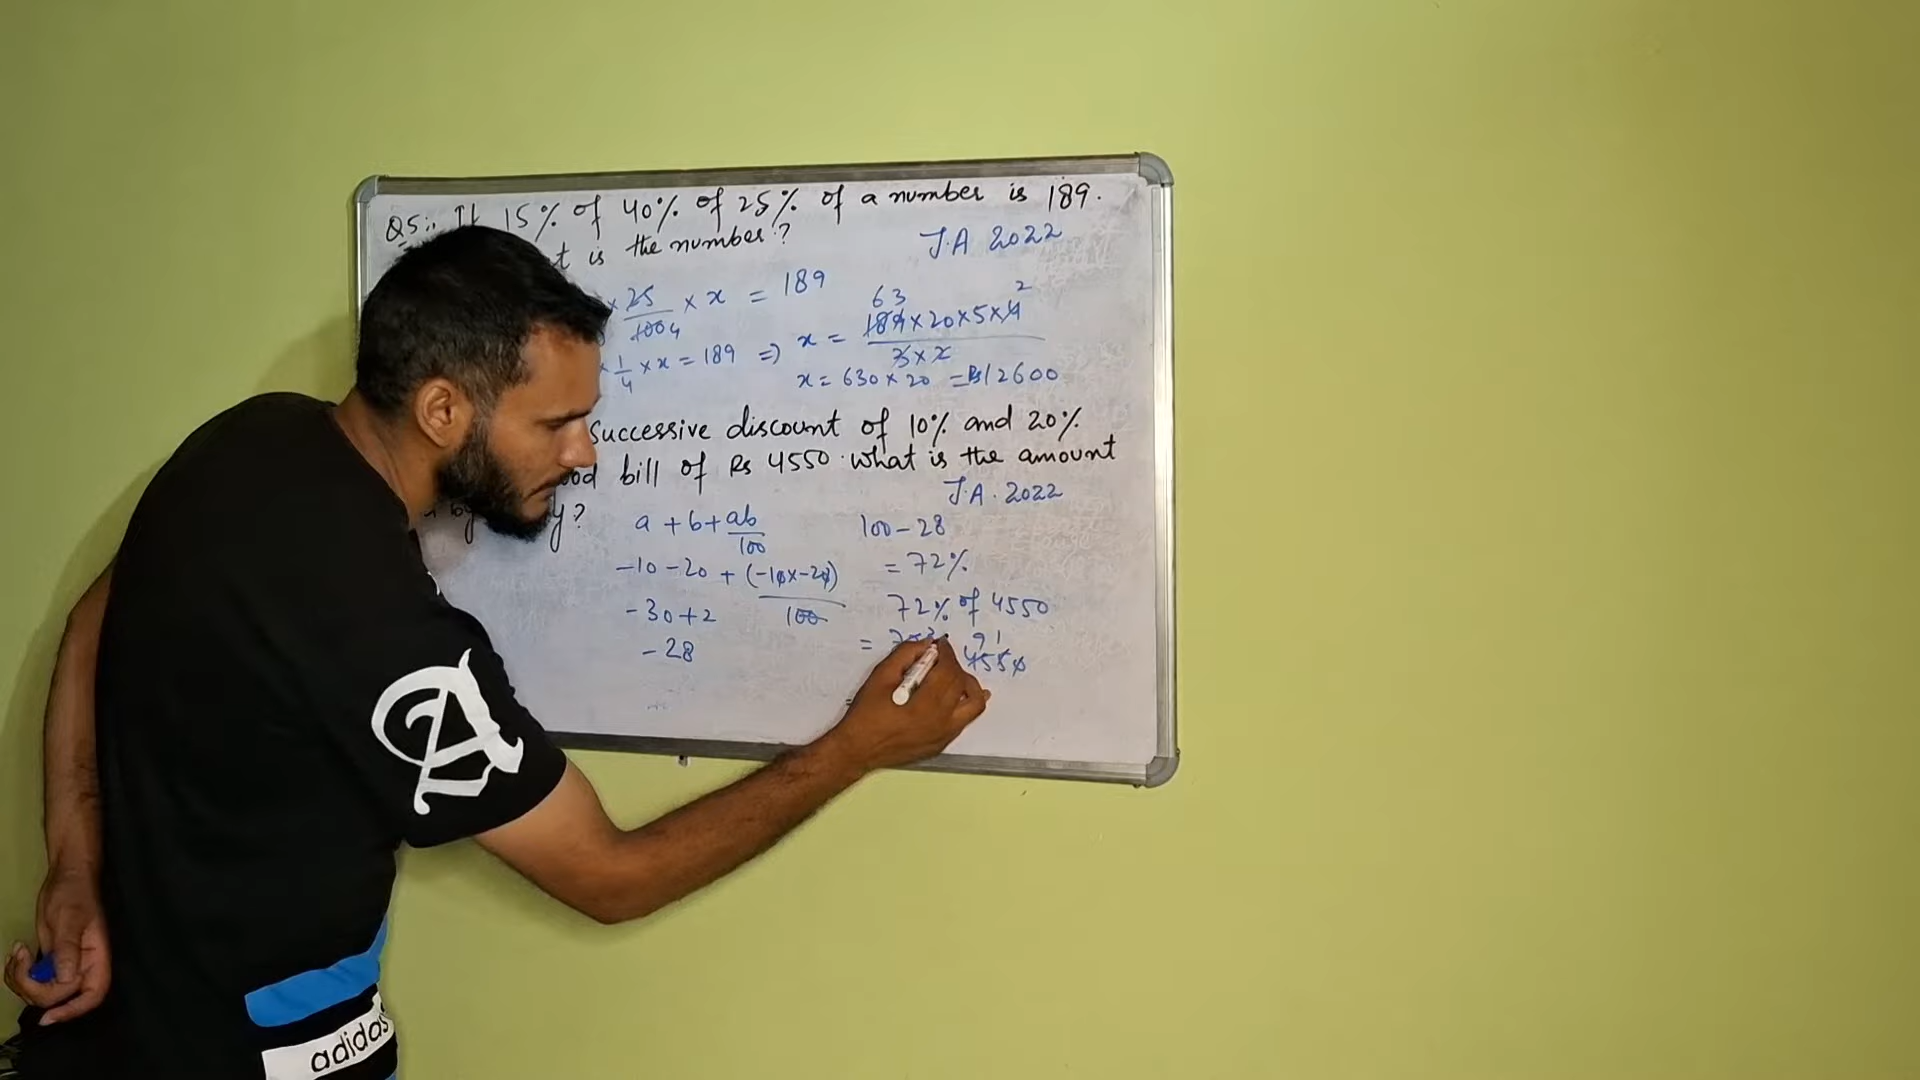 Q5:. If 15% of 40% of 25% of a number is 189.
is the number?
J.A 2022
× 25/100 4 × x = 189
× 1/4 × x = 189 ⇒
63 2
x = 189×20×5×4 / 3×2
x = 630×20 = Rs 12600
Successive discount of 10% and 20%
bill of Rs 4550. what is the amount
J.A. 2022
a + b + ab/100
-10 - 20 + (-10×-20)/100
-30+2
-28
100-28
= 72%
72% of 4550
= 91
4550
adidas